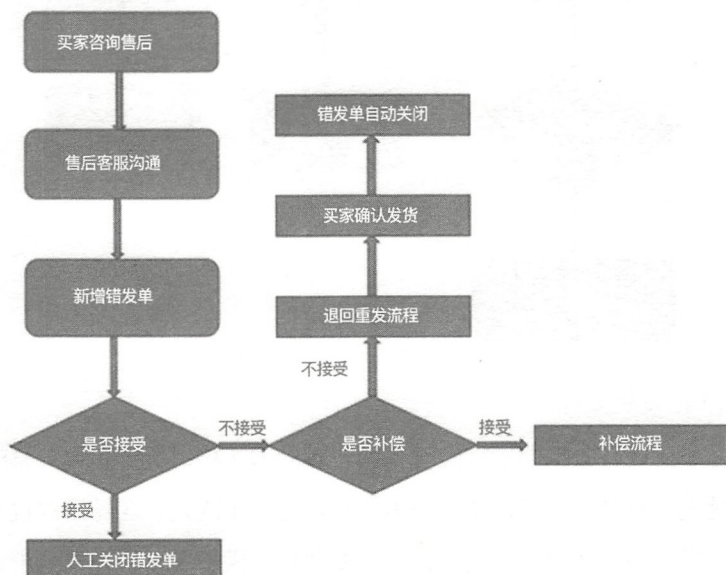 买家咨询售后
售后客服沟通
新增错发单
是否接受
接受
人工关闭错发单
不接受
是否补偿
接受
补偿流程
不接受
退回重发流程
买家确认发货
错发单自动关闭